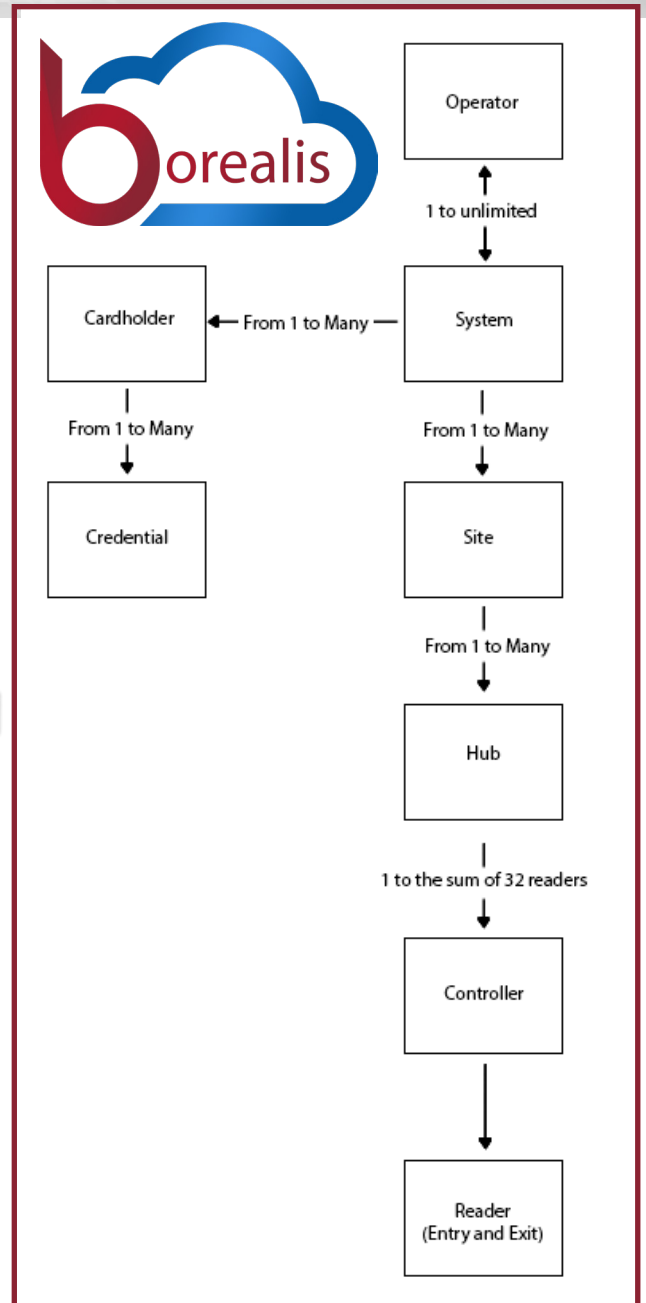 borealis
Operator
1 to unlimited
Cardholder
From 1 to Many
System
From 1 to Many
From 1 to Many
Credential
Site
From 1 to Many
Hub
1 to the sum of 32 readers
Controller
Reader
(Entry and Exit)